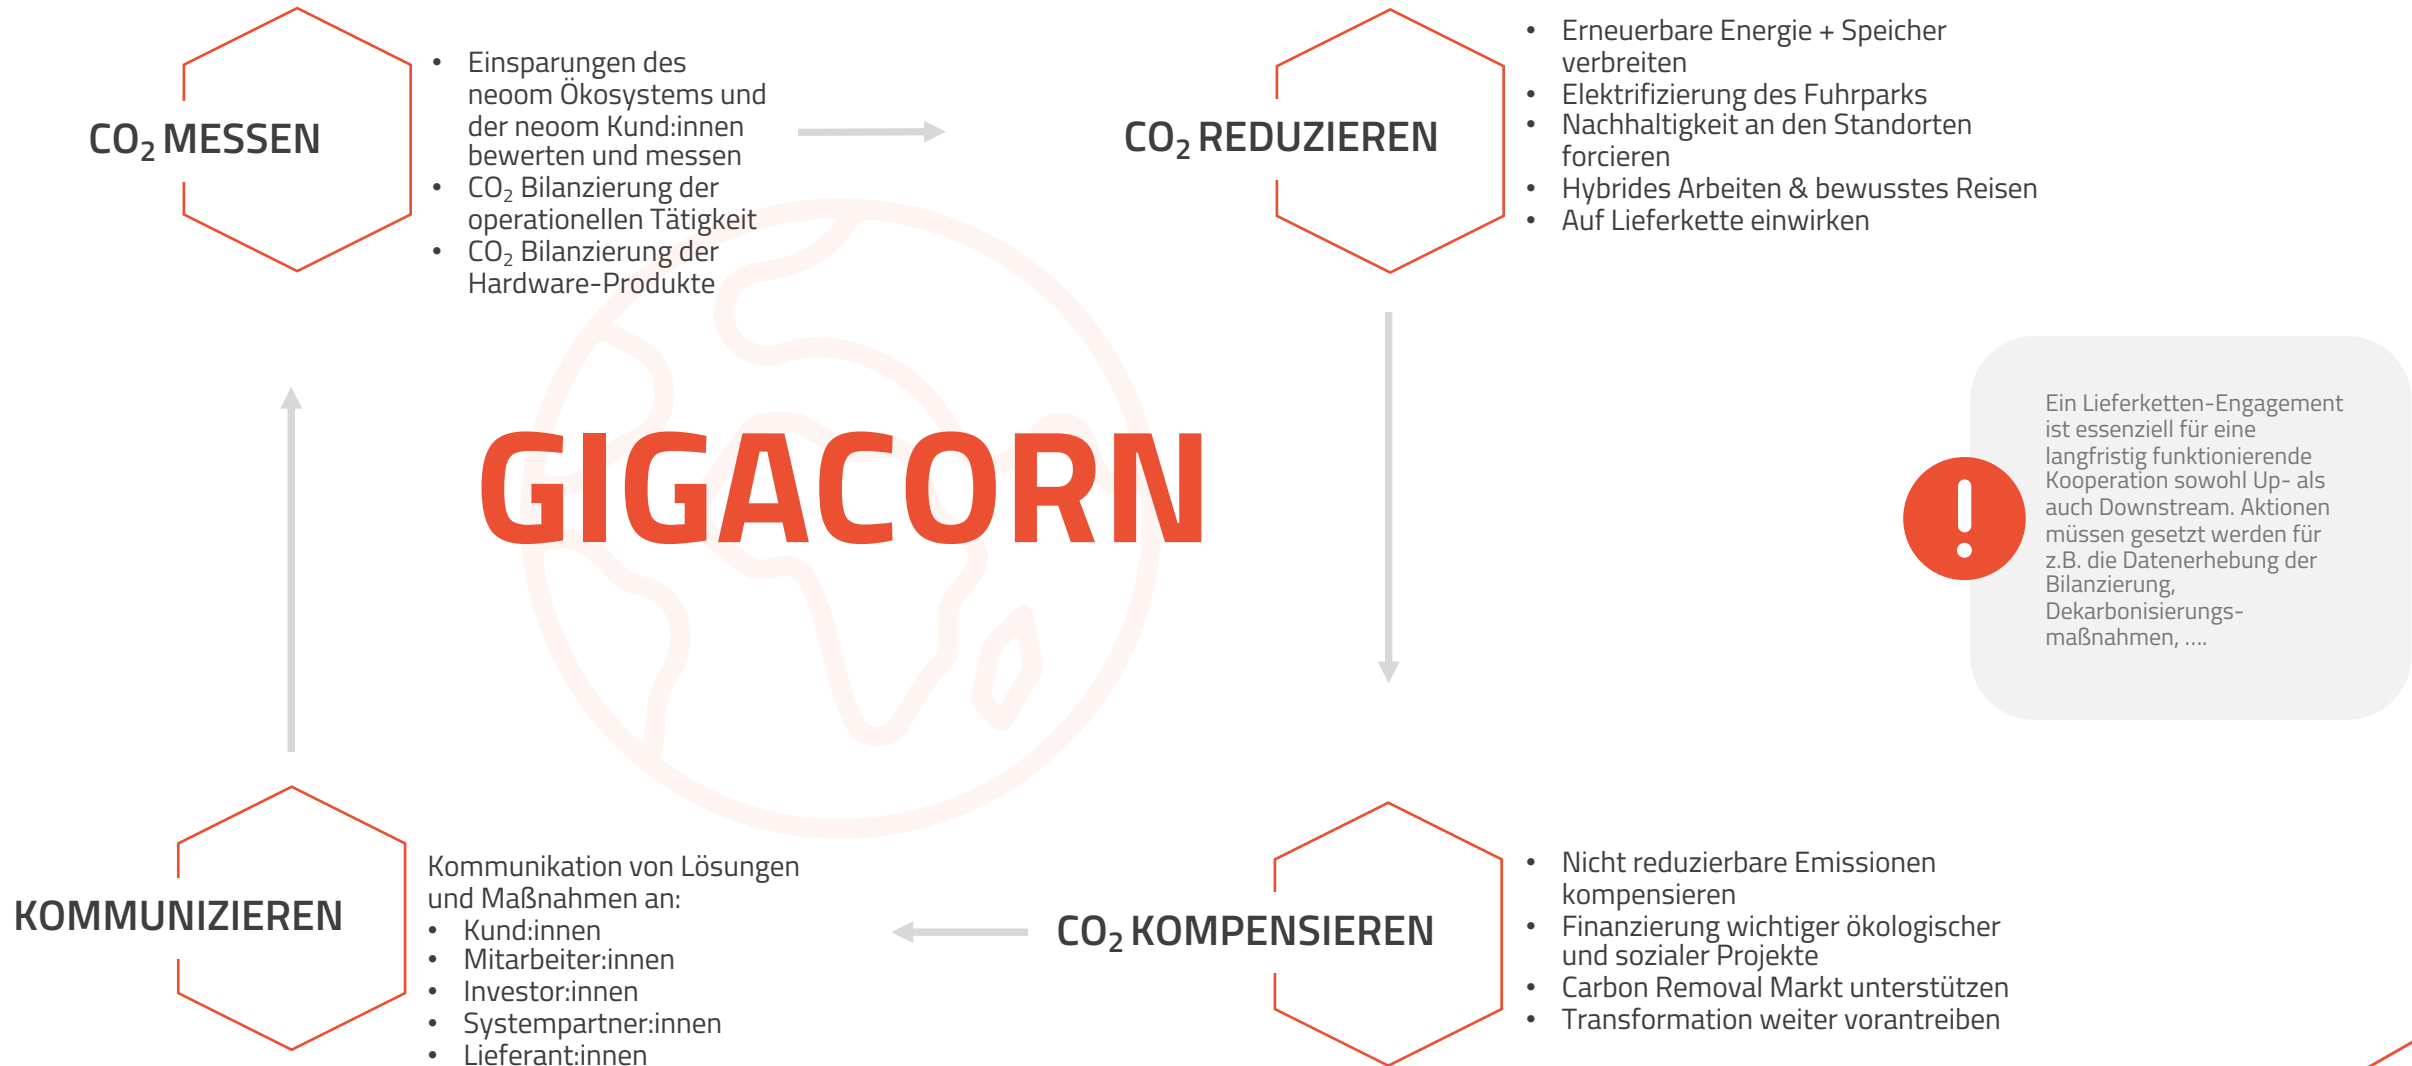 CO₂ MESSEN
• Einsparungen des
neoom Ökosystems und
der neoom Kund:innen
bewerten und messen
• CO₂ Bilanzierung der
operationellen Tätigkeit
• CO₂ Bilanzierung der
Hardware-Produkte
CO₂ REDUZIEREN
• Erneuerbare Energie + Speicher
verbreiten
• Elektrifizierung des Fuhrparks
• Nachhaltigkeit an den Standorten
forcieren
• Hybrides Arbeiten & bewusstes Reisen
• Auf Lieferkette einwirken
GIGACORN
Ein Lieferketten-Engagement
ist essenziell für eine
langfristig funktionierende
Kooperation sowohl Up- als
auch Downstream. Aktionen
müssen gesetzt werden für
z.B. die Datenerhebung der
Bilanzierung,
Dekarbonisierungs-
maßnahmen, ....
KOMMUNIZIEREN
Kommunikation von Lösungen
und Maßnahmen an:
• Kund:innen
• Mitarbeiter:innen
• Investor:innen
• Systempartner:innen
• Lieferant:innen
CO₂ KOMPENSIEREN
• Nicht reduzierbare Emissionen
kompensieren
• Finanzierung wichtiger ökologischer
und sozialer Projekte
• Carbon Removal Markt unterstützen
• Transformation weiter vorantreiben